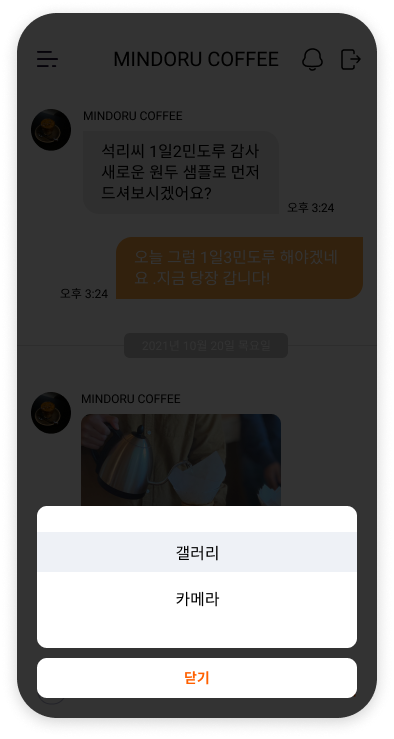 MINDORU COFFEE
MINDORU COFFEE
석리씨 1일2민도루 감사
새로운 원두 샘플로 먼저
드셔보시겠어요?
오후 3:24
오늘 그럼 1일3민도루 해야겠네
요 .지금 당장 갑니다!
오후 3:24
2021년 10월 20일 목요일
MINDORU COFFEE
갤러리
카메라
닫기